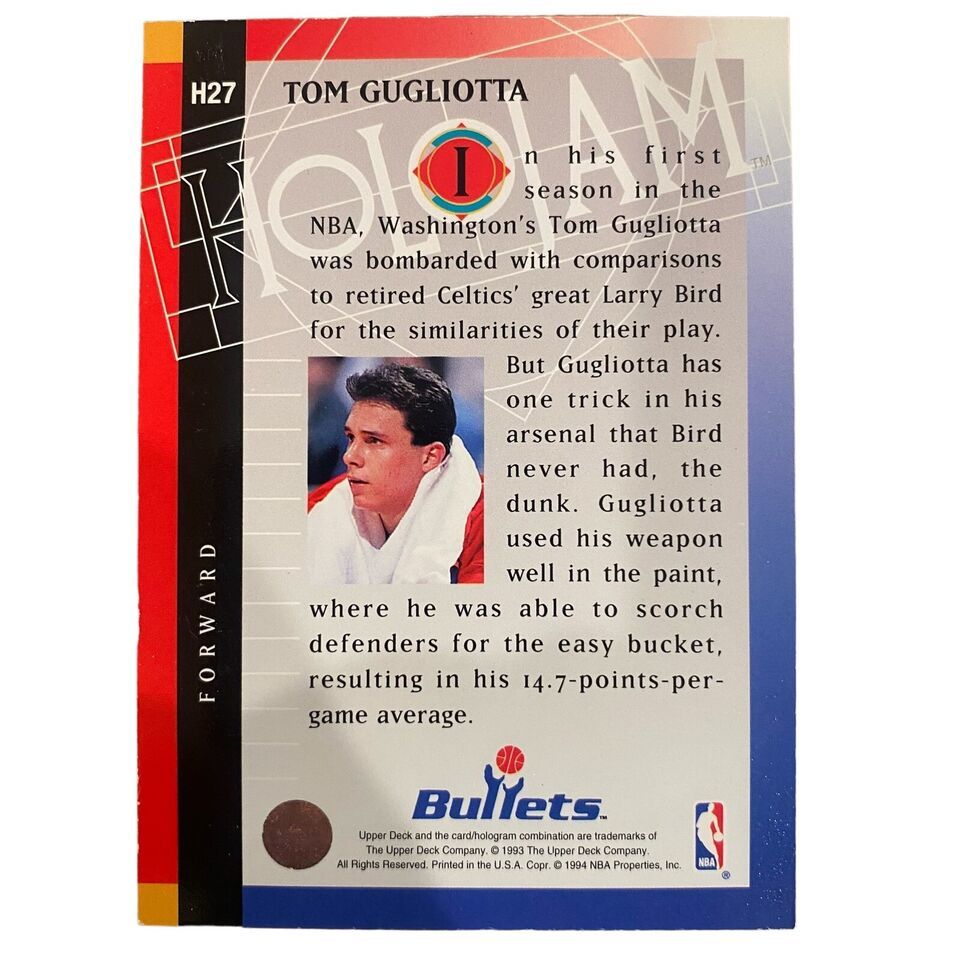 H27
TOM GUGLIOTTA
HOLOJAM™
In his first
season in the
NBA, Washington's Tom Gugliotta
was bombarded with comparisons
to retired Celtics' great Larry Bird
for the similarities of their play.
But Gugliotta has
one trick in his
arsenal that Bird
never had, the
dunk. Gugliotta
used his weapon
well in the paint,
where he was able to scorch
defenders for the easy bucket,
resulting in his 14.7-points-per-
game average.
FORWARD
Bullets™
Upper Deck and the card/hologram combination are trademarks of
The Upper Deck Company. © 1993 The Upper Deck Company.
All Rights Reserved. Printed in the U.S.A. Copr. © 1994 NBA Properties, Inc.
NBA
®